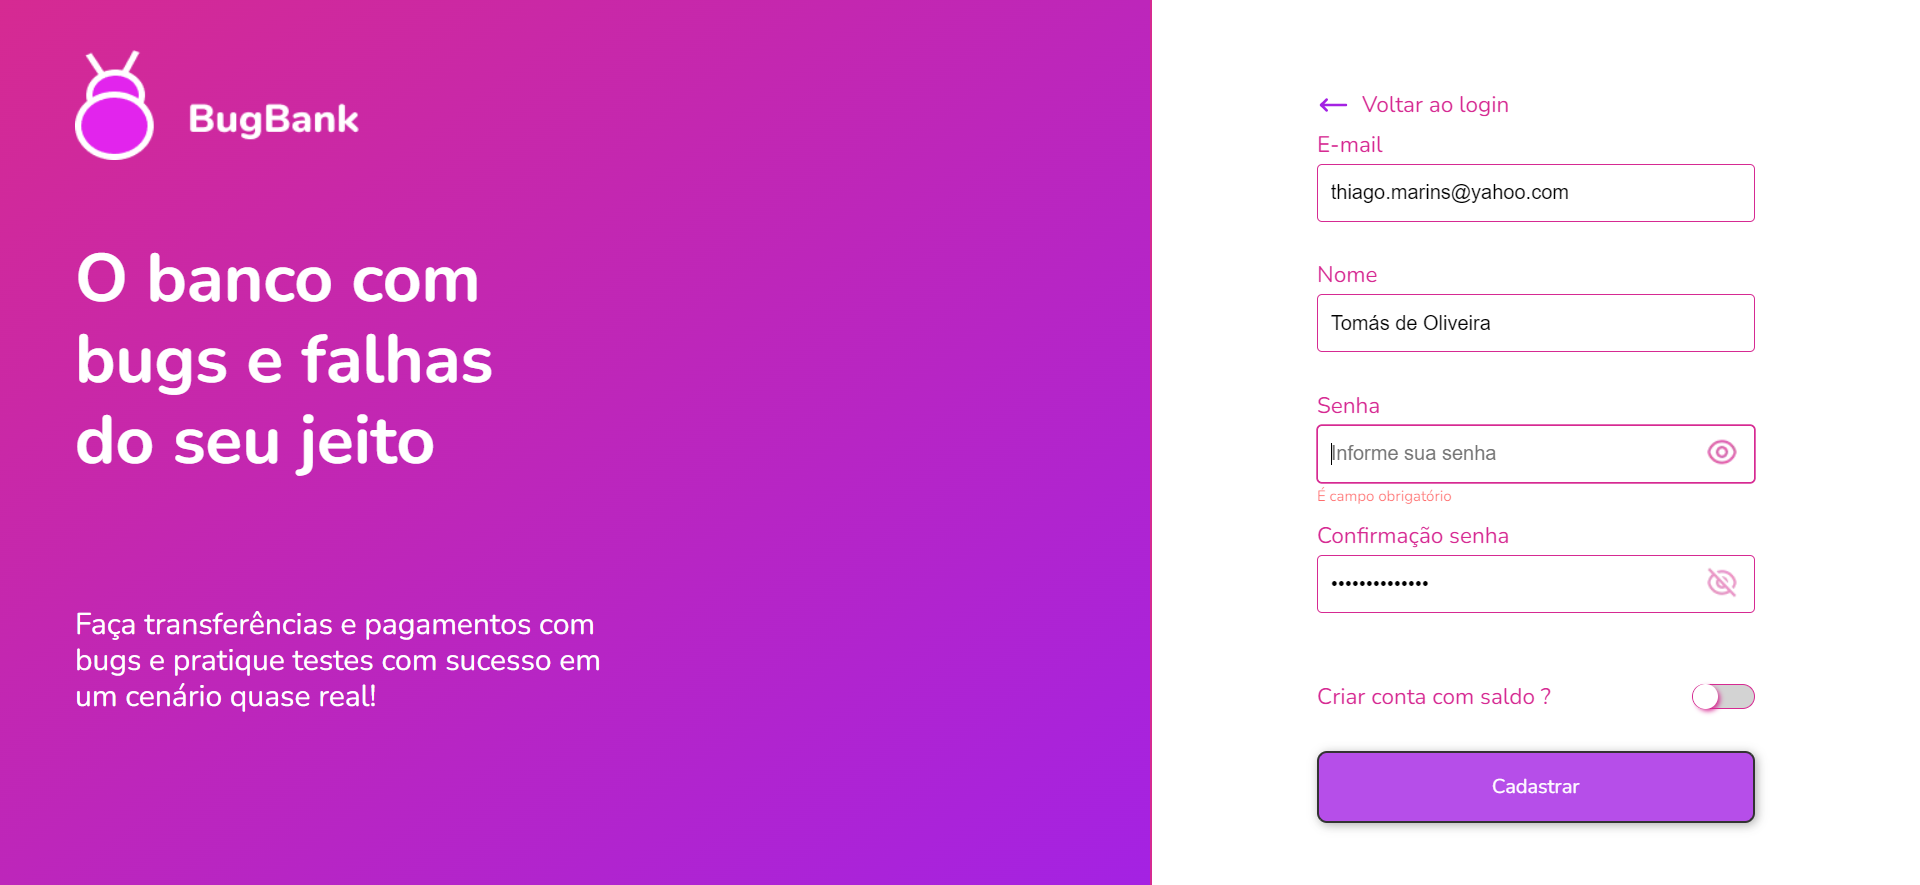 BugBank
O banco com
bugs e falhas
do seu jeito
Faça transferências e pagamentos com
bugs e pratique testes com sucesso em
um cenário quase real!
Voltar ao login
E-mail
thiago.marins@yahoo.com
Nome
Tomás de Oliveira
Senha
Informe sua senha
É campo obrigatório
Confirmação senha
••••••••••••••
Criar conta com saldo ?
Cadastrar